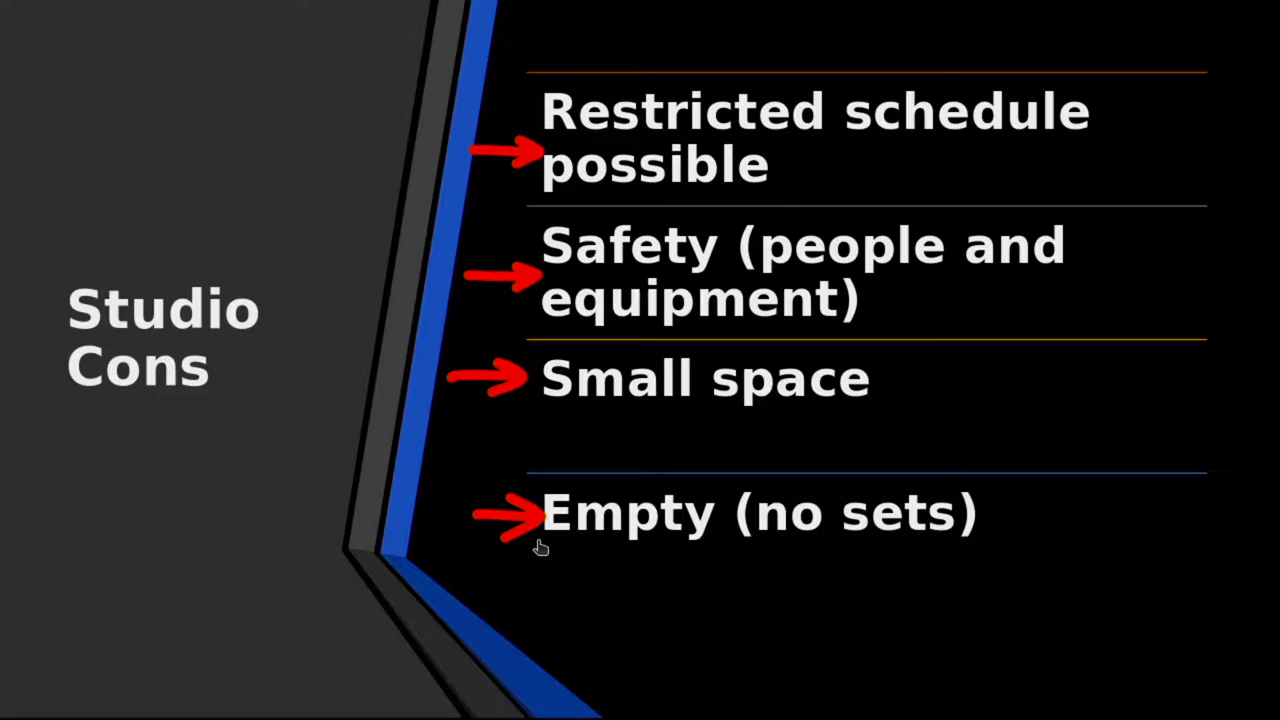 Studio
Cons
Restricted schedule
possible
Safety (people and
equipment)
Small space
Empty (no sets)